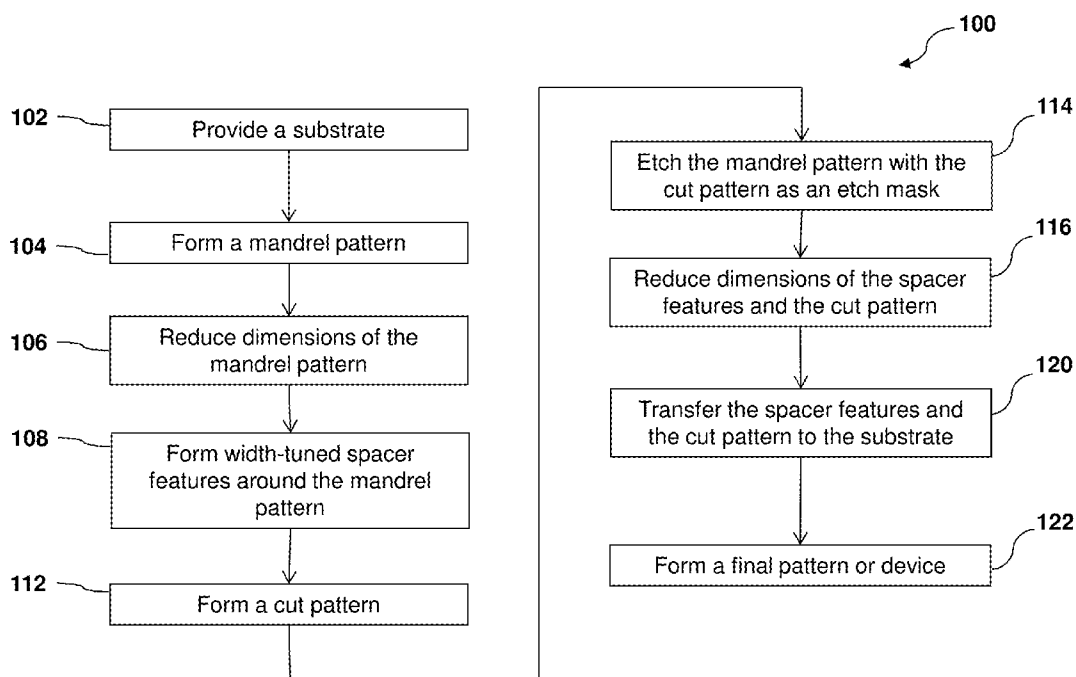 100
102
Provide a substrate
104
Form a mandrel pattern
106
Reduce dimensions of the
mandrel pattern
108
Form width-tuned spacer
features around the mandrel
pattern
112
Form a cut pattern
114
Etch the mandrel pattern with the
cut pattern as an etch mask
116
Reduce dimensions of the spacer
features and the cut pattern
120
Transfer the spacer features and
the cut pattern to the substrate
122
Form a final pattern or device